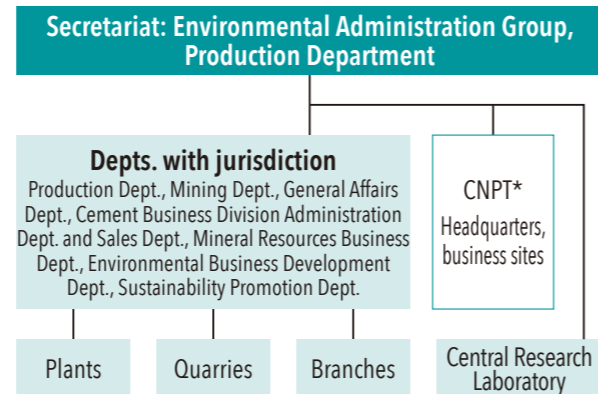 Secretariat: Environmental Administration Group,
Production Department
Depts. with jurisdiction
Production Dept., Mining Dept., General Affairs
Dept., Cement Business Division Administration
Dept. and Sales Dept., Mineral Resources Business
Dept., Environmental Business Development
Dept., Sustainability Promotion Dept.
CNPT*
Headquarters,
business sites
Plants
Quarries
Branches
Central Research
Laboratory